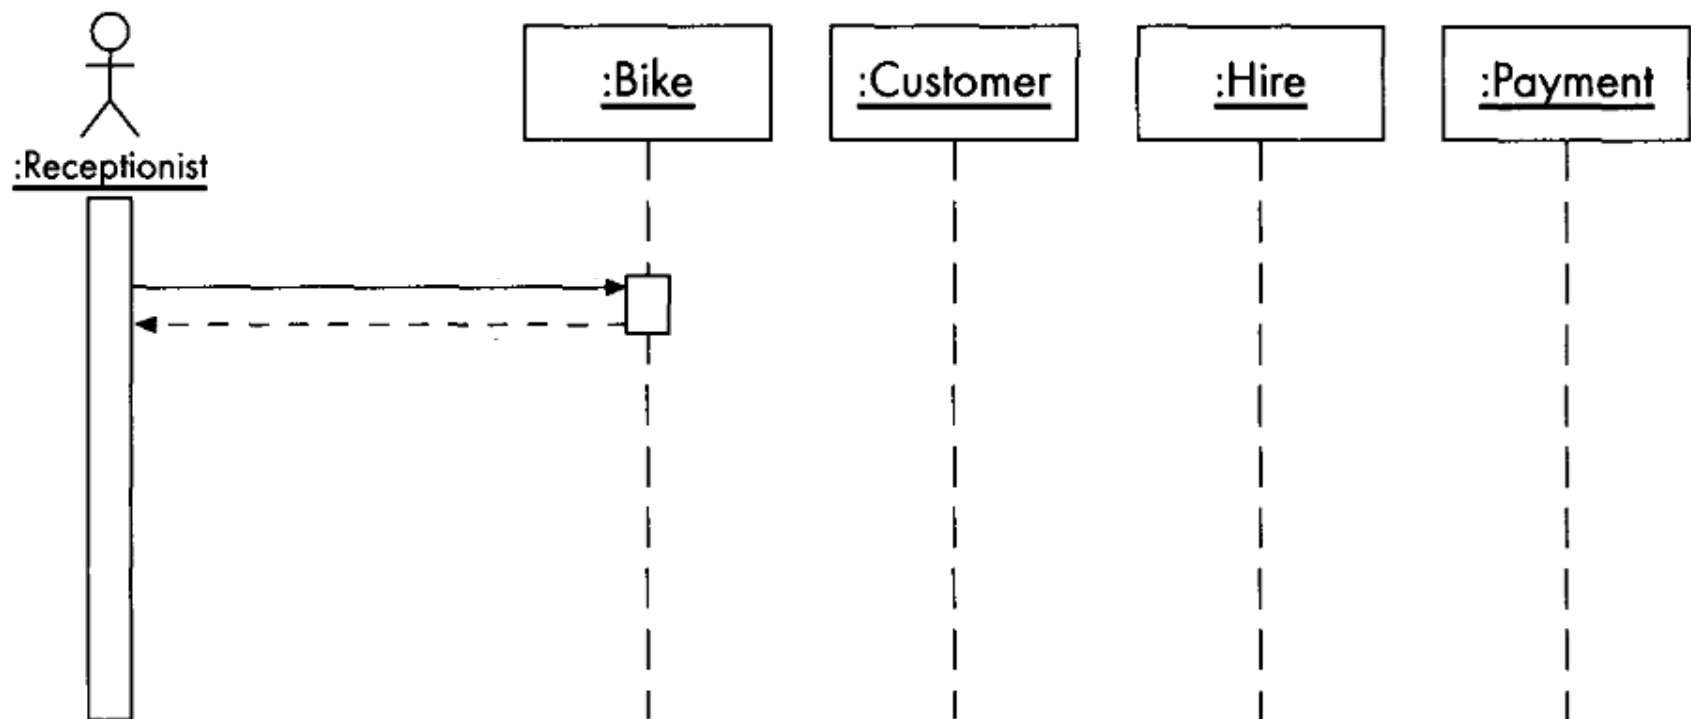 :Bike
:Customer
:Hire
:Payment
:Receptionist